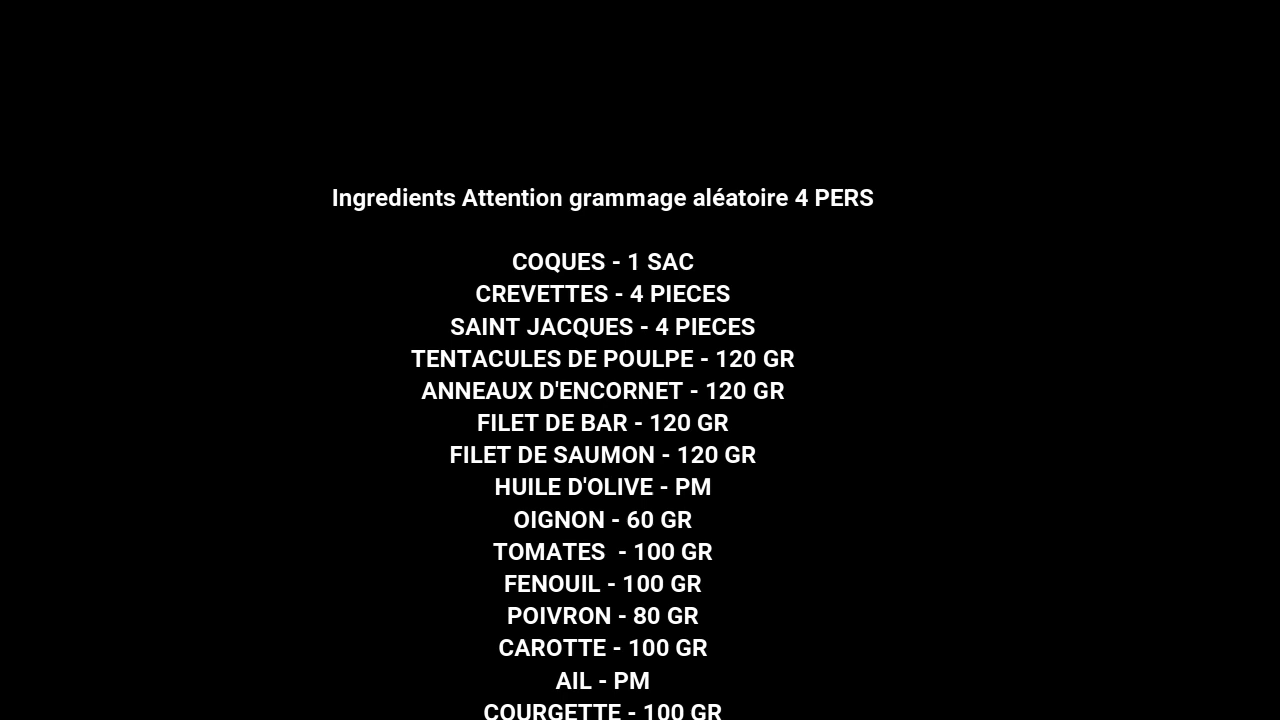 Ingredients Attention grammage aléatoire 4 PERS
COQUES - 1 SAC
CREVETTES - 4 PIECES
SAINT JACQUES - 4 PIECES
TENTACULES DE POULPE - 120 GR
ANNEAUX D'ENCORNET - 120 GR
FILET DE BAR - 120 GR
FILET DE SAUMON - 120 GR
HUILE D'OLIVE - PM
OIGNON - 60 GR
TOMATES  - 100 GR
FENOUIL - 100 GR
POIVRON - 80 GR
CAROTTE - 100 GR
AIL - PM
COURGETTE - 100 GR